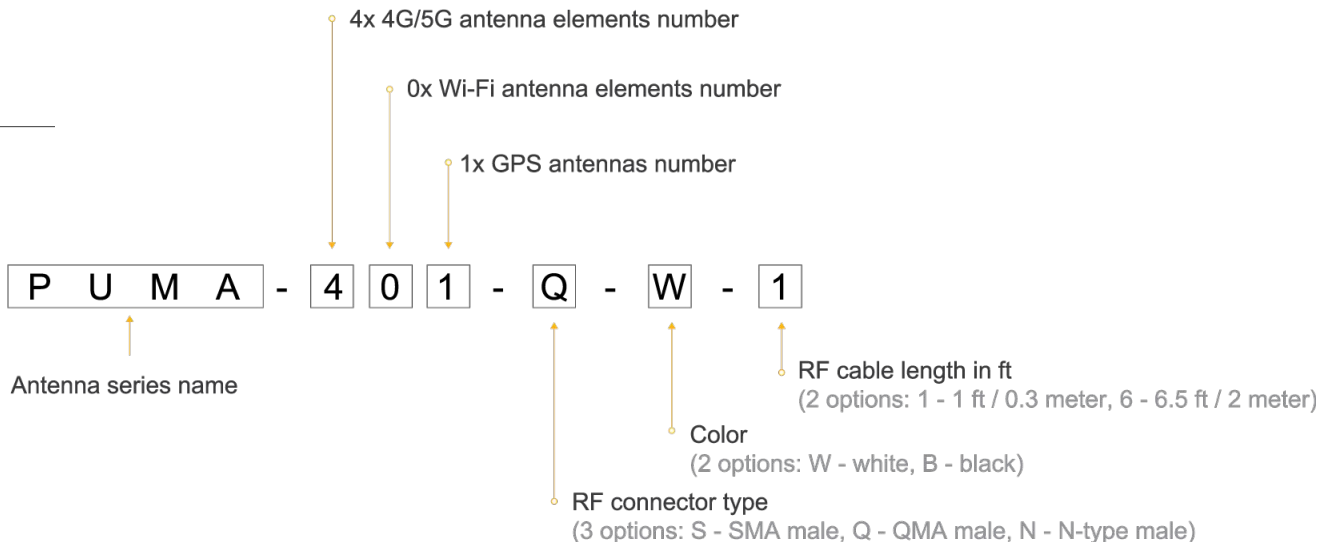 4x 4G/5G antenna elements number
0x Wi-Fi antenna elements number
1x GPS antennas number
P U M A - 4 0 1 - Q - W - 1
Antenna series name
RF cable length in ft
(2 options: 1 - 1 ft / 0.3 meter, 6 - 6.5 ft / 2 meter)
Color
(2 options: W - white, B - black)
RF connector type
(3 options: S - SMA male, Q - QMA male, N - N-type male)